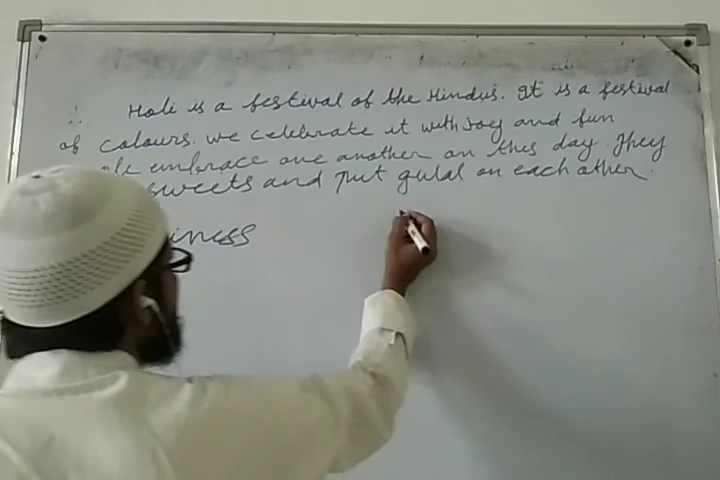 Holi is a festival of the Hindus. It is a festival
of colours. We celebrate it with joy and fun
embrace one another on this day. They
sweets and put gulal on each other.
iness